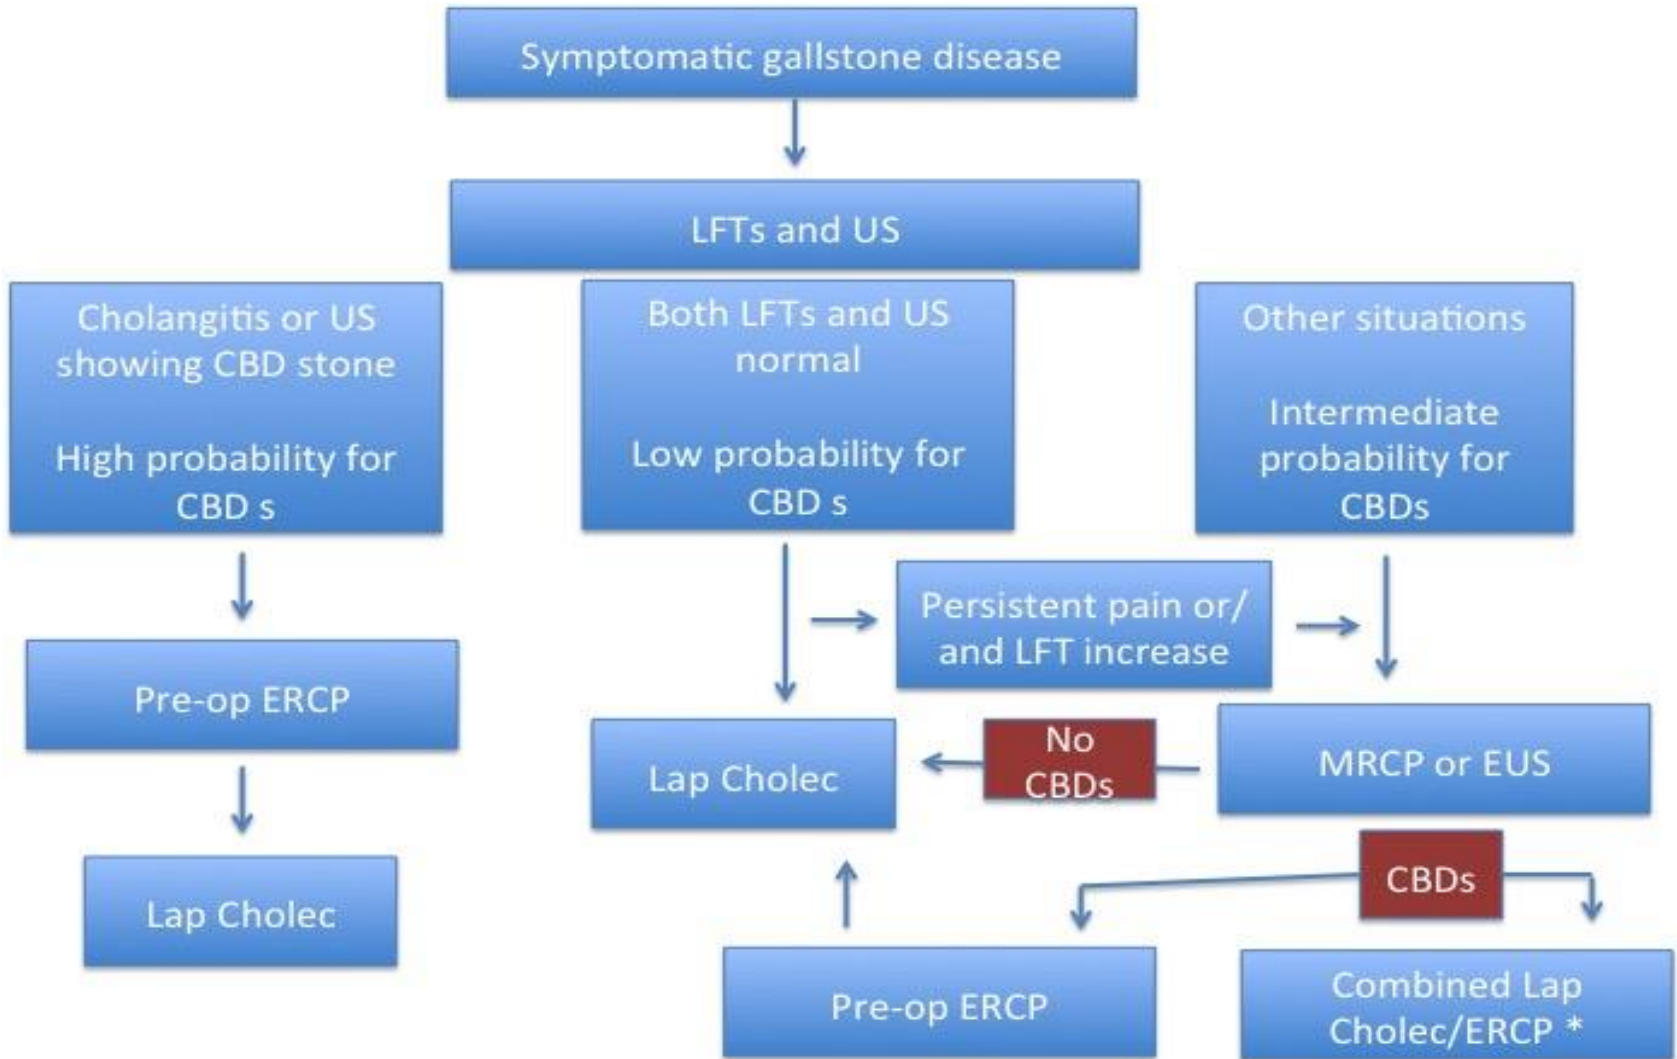 Symptomatic gallstone disease
LFTs and US
Cholangitis or US
showing CBD stone
High probability for
CBD s
Both LFTs and US
normal
Low probability for
CBD s
Other situations
Intermediate
probability for
CBDs
Persistent pain or/
and LFT increase
Pre-op ERCP
Lap Cholec
No
CBDs
MRCP or EUS
Lap Cholec
CBDs
Pre-op ERCP
Combined Lap
Cholec/ERCP *